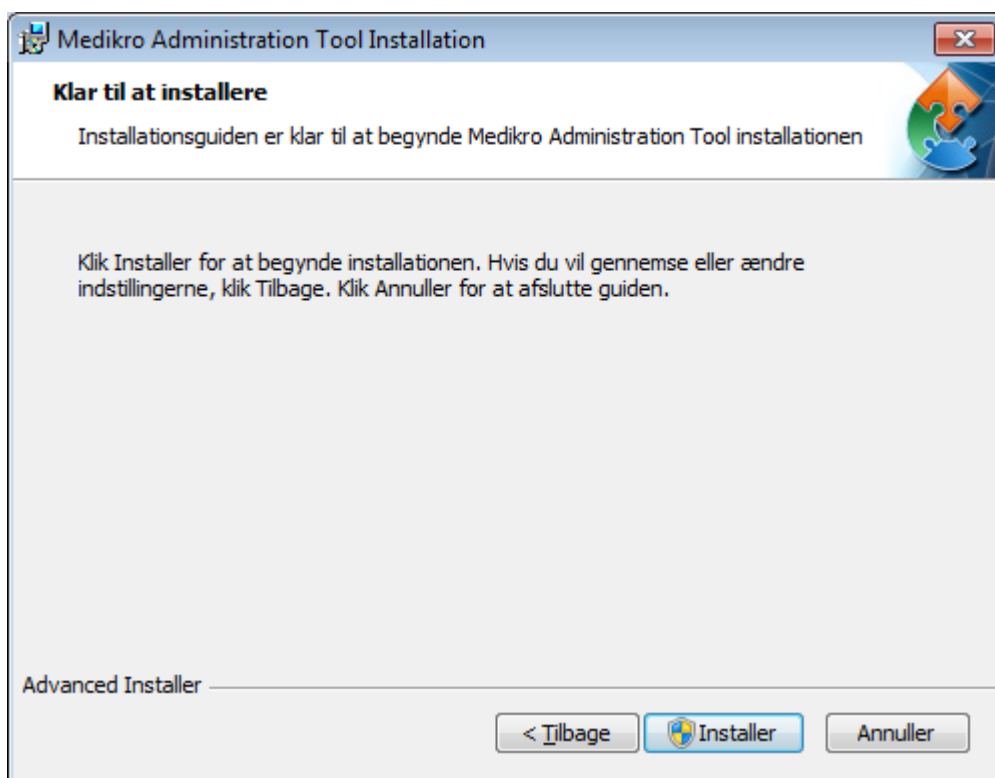 Medikro Administration Tool Installation
Klar til at installere
Installationsguiden er klar til at begynde Medikro Administration Tool installationen
Klik Installer for at begynde installationen. Hvis du vil gennemse eller ændre
indstillingerne, klik Tilbage. Klik Annuller for at afslutte guiden.
Advanced Installer
< Tilbage
Installer
Annuller